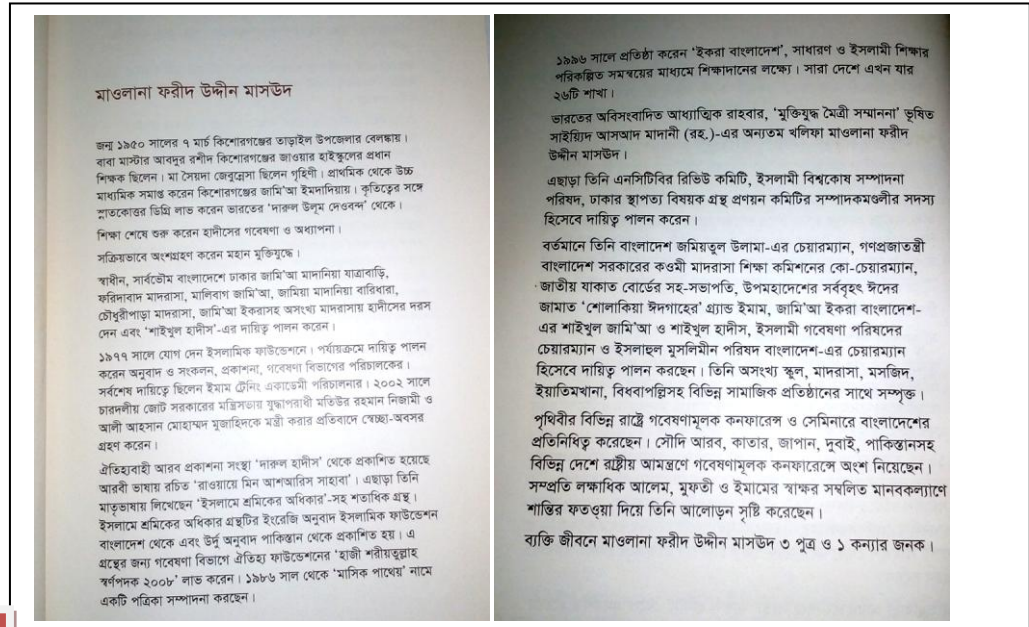 মাওলানা ফরীদ উদ্দীন মাসঊদ
জন্ম ১৯৫০ সালের ৭ মার্চ কিশোরগঞ্জের তাড়াইল উপজেলার বেলঙ্কায়।
বাবা মাস্টার আবদুর রশীদ কিশোরগঞ্জের জাওয়ার হাইস্কুলের প্রধান
শিক্ষক ছিলেন। মা সৈয়দা জেবুন্নেসা ছিলেন গৃহিণী। প্রাথমিক থেকে উচ্চ
মাধ্যমিক সমাপ্ত করেন কিশোরগঞ্জের জামি'আ ইমদাদিয়ায়। কৃতিত্বের সঙ্গে
স্নাতকোত্তর ডিগ্রি লাভ করেন ভারতের 'দারুল উলূম দেওবন্দ' থেকে।
শিক্ষা শেষে শুরু করেন হাদীসের গবেষণা ও অধ্যাপনা।
সক্রিয়ভাবে অংশগ্রহণ করেন মহান মুক্তিযুদ্ধে।
স্বাধীন, সার্বভৌম বাংলাদেশে ঢাকার জামি'আ মাদানিয়া যাত্রাবাড়ি,
ফরিদাবাদ মাদরাসা, মালিবাগ জামি'আ, জামিয়া মাদানিয়া বারিধারা,
চৌধুরীপাড়া মাদরাসা, জামি'আ ইকরাসহ অসংখ্য মাদরাসায় হাদীসের দরস
দেন এবং 'শাইখুল হাদীস'-এর দায়িত্ব পালন করেন।
১৯৭৭ সালে যোগ দেন ইসলামিক ফাউন্ডেশনে। পর্যায়ক্রমে দায়িত্ব পালন
করেন অনুবাদ ও সংকলন, প্রকাশনা, গবেষণা বিভাগের পরিচালকের।
সর্বশেষ দায়িত্বে ছিলেন ইমাম ট্রেনিং একাডেমী পরিচালনার। ২০০২ সালে
চারদলীয় জোট সরকারের মন্ত্রিসভায় যুদ্ধাপরাধী মতিউর রহমান নিজামী ও
আলী আহসান মোহাম্মদ মুজাহিদকে মন্ত্রী করার প্রতিবাদে স্বেচ্ছা-অবসর
গ্রহণ করেন।
ঐতিহ্যবাহী আরব প্রকাশনা সংস্থা 'দারুল হাদীস' থেকে প্রকাশিত হয়েছে
আরবী ভাষায় রচিত 'রাওয়ায়ে মিন আশআরিস সাহাবা'। এছাড়া তিনি
মাতৃভাষায় লিখেছেন 'ইসলামে শ্রমিকের অধিকার'-সহ শতাধিক গ্রন্থ।
ইসলামে শ্রমিকের অধিকার গ্রন্থটির ইংরেজি অনুবাদ ইসলামিক ফাউন্ডেশন
বাংলাদেশ থেকে এবং উর্দু অনুবাদ পাকিস্তান থেকে প্রকাশিত হয়। এ
গ্রন্থের জন্য গবেষণা বিভাগে ঐতিহ্য ফাউন্ডেশনের 'হাজী শরীয়তুল্লাহ
স্বর্ণপদক ২০০৮' লাভ করেন। ১৯৮৬ সাল থেকে 'মাসিক পাথেয়' নামে
একটি পত্রিকা সম্পাদনা করছেন।
১৯৯৬ সালে প্রতিষ্ঠা করেন 'ইকরা বাংলাদেশ', সাধারণ ও ইসলামী শিক্ষার
পরিকল্পিত সমন্বয়ের মাধ্যমে শিক্ষাদানের লক্ষ্যে। সারা দেশে এখন যার
২৬টি শাখা।
ভারতের অবিসংবাদিত আধ্যাত্মিক রাহবার, 'মুক্তিযুদ্ধ মৈত্রী সম্মাননা' ভূষিত
সাইয়্যিদ আসআদ মাদানী (রহ.)-এর অন্যতম খলিফা মাওলানা ফরীদ
উদ্দীন মাসঊদ।
এছাড়া তিনি এনসিটিবির রিভিউ কমিটি, ইসলামী বিশ্বকোষ সম্পাদনা
পরিষদ, ঢাকার স্থাপত্য বিষয়ক গ্রন্থ প্রণয়ন কমিটির সম্পাদকমণ্ডলীর সদস্য
হিসেবে দায়িত্ব পালন করেন।
বর্তমানে তিনি বাংলাদেশ জমিয়তুল উলামা-এর চেয়ারম্যান, গণপ্রজাতন্ত্রী
বাংলাদেশ সরকারের কওমী মাদরাসা শিক্ষা কমিশনের কো-চেয়ারম্যান,
জাতীয় যাকাত বোর্ডের সহ-সভাপতি, উপমহাদেশের সর্ববৃহৎ ঈদের
জামাত 'শোলাকিয়া ঈদগাহের' গ্র্যান্ড ইমাম, জামি'আ ইকরা বাংলাদেশ-
এর শাইখুল জামি'আ ও শাইখুল হাদীস, ইসলামী গবেষণা পরিষদের
চেয়ারম্যান ও ইসলাহুল মুসলিমীন পরিষদ বাংলাদেশ-এর চেয়ারম্যান
হিসেবে দায়িত্ব পালন করছেন। তিনি অসংখ্য স্কুল, মাদরাসা, মসজিদ,
ইয়াতিমখানা, বিধবাপল্লিসহ বিভিন্ন সামাজিক প্রতিষ্ঠানের সাথে সম্পৃক্ত।
পৃথিবীর বিভিন্ন রাষ্ট্রে গবেষণামূলক কনফারেন্স ও সেমিনারে বাংলাদেশের
প্রতিনিধিত্ব করেছেন। সৌদি আরব, কাতার, জাপান, দুবাই, পাকিস্তানসহ
বিভিন্ন দেশে রাষ্ট্রীয় আমন্ত্রণে গবেষণামূলক কনফারেন্সে অংশ নিয়েছেন।
সম্প্রতি লক্ষাধিক আলেম, মুফতী ও ইমামের স্বাক্ষর সম্বলিত মানবকল্যাণে
শান্তির ফতওয়া দিয়ে তিনি আলোড়ন সৃষ্টি করেছেন।
ব্যক্তি জীবনে মাওলানা ফরীদ উদ্দীন মাসঊদ ৩ পুত্র ও ১ কন্যার জনক।